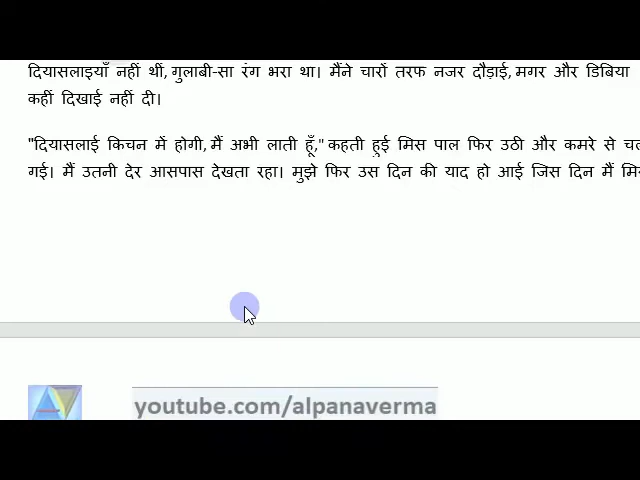 दियासलाइयाँ नहीं थीं, गुलाबी-सा रंग भरा था। मैंने चारों तरफ नजर दौड़ाई, मगर और डिबिया
कहीं दिखाई नहीं दी।
"दियासलाई किचन में होगी, मैं अभी लाती हूँ," कहती हुई मिस पाल फिर उठी और कमरे से
गई। मैं उतनी देर आसपास देखता रहा। मुझे फिर उस दिन की याद हो आई जिस दिन मैं
youtube.com/alpanaverma